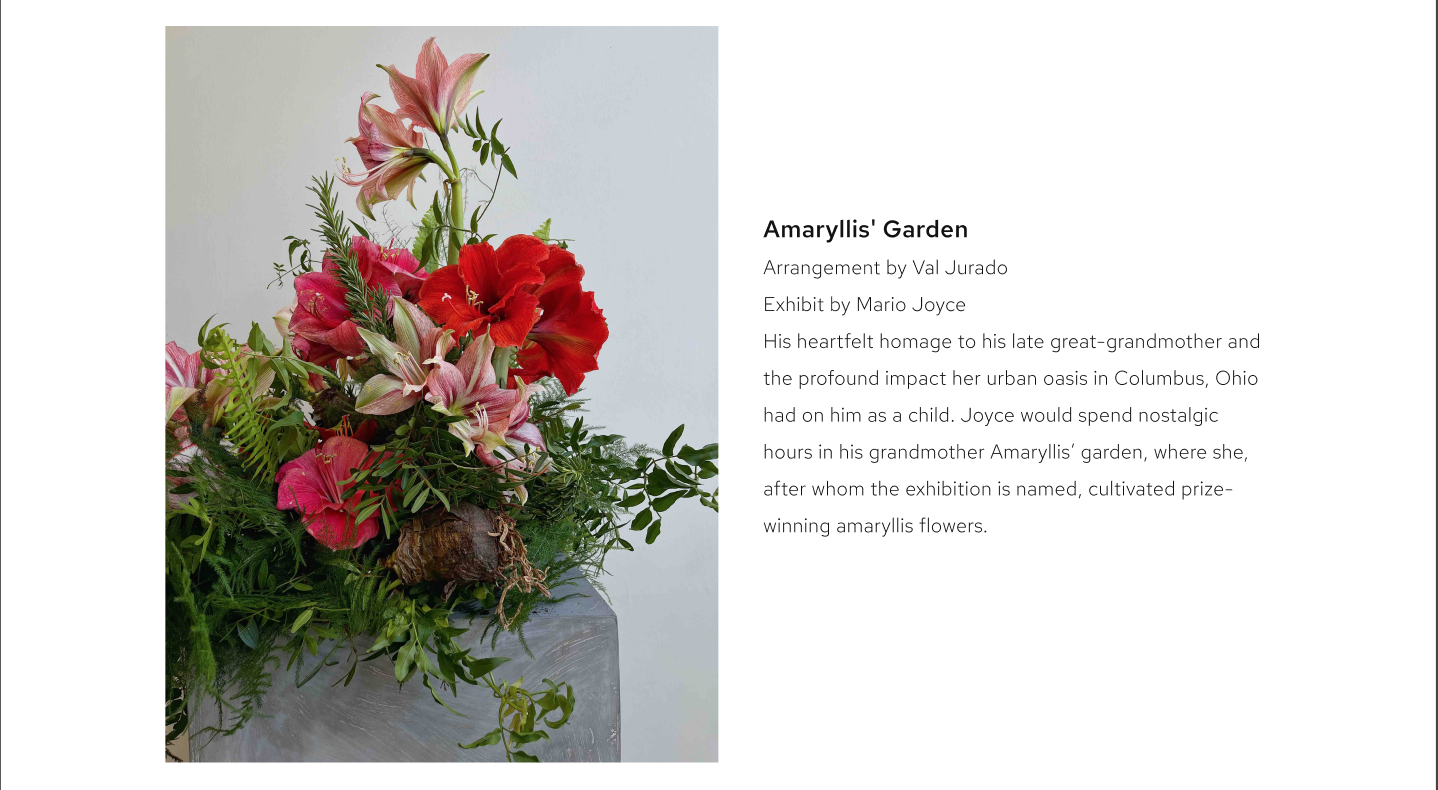 Amaryllis' Garden
Arrangement by Val Jurado
Exhibit by Mario Joyce
His heartfelt homage to his late great-grandmother and
the profound impact her urban oasis in Columbus, Ohio
had on him as a child. Joyce would spend nostalgic
hours in his grandmother Amaryllis’ garden, where she,
after whom the exhibition is named, cultivated prize-
winning amaryllis flowers.